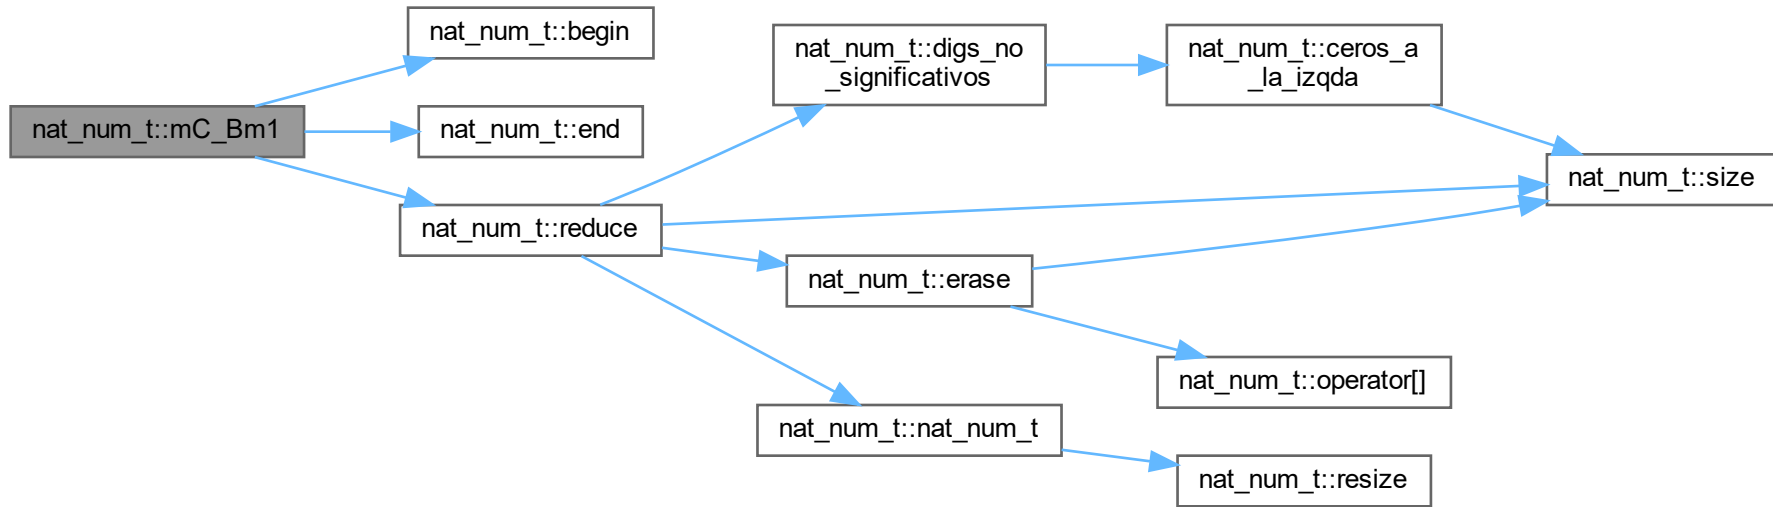 nat_num_t::mC_Bm1
nat_num_t::begin
nat_num_t::end
nat_num_t::reduce
nat_num_t::digs_no
_significativos
nat_num_t::ceros_a
_la_izqda
nat_num_t::size
nat_num_t::erase
nat_num_t::operator[]
nat_num_t::nat_num_t
nat_num_t::resize